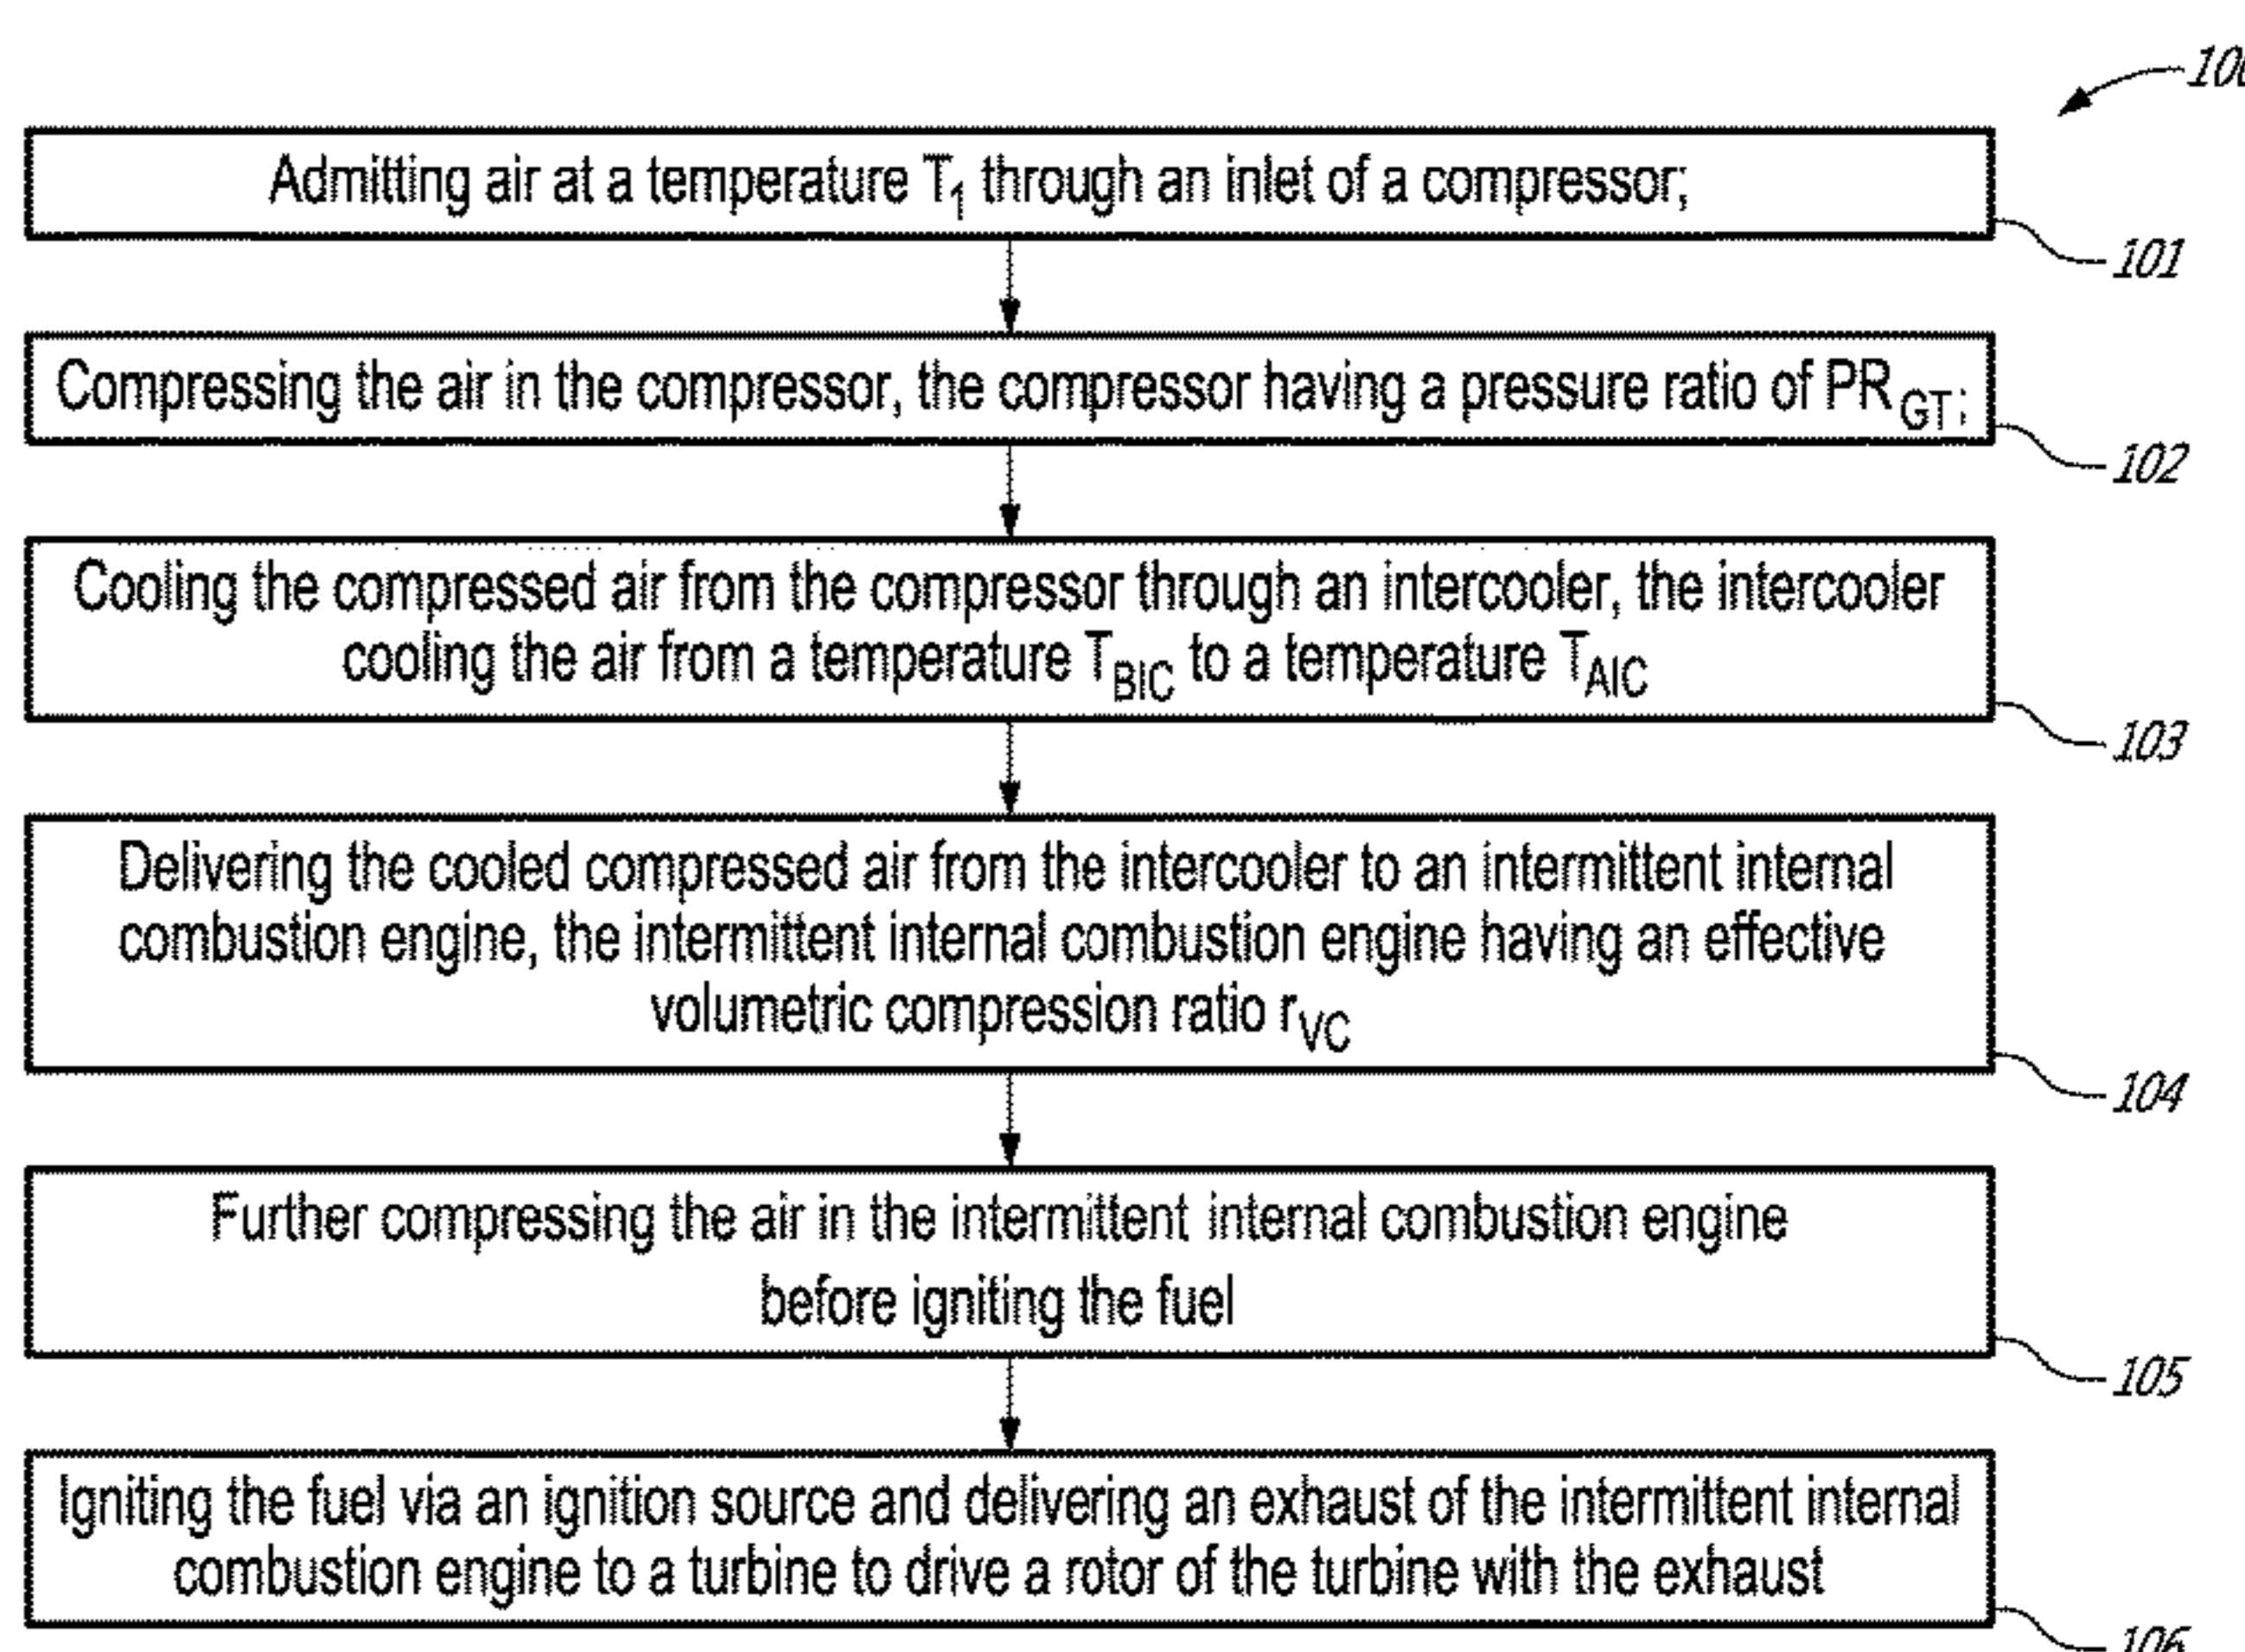 100
Admitting air at a temperature T1 through an inlet of a compressor;
101
Compressing the air in the compressor, the compressor having a pressure ratio of PRGT;
102
Cooling the compressed air from the compressor through an intercooler, the intercooler
cooling the air from a temperature TBIC to a temperature TAIC
103
Delivering the cooled compressed air from the intercooler to an intermittent internal
combustion engine, the intermittent internal combustion engine having an effective
volumetric compression ratio rVC
104
Further compressing the air in the intermittent internal combustion engine
before igniting the fuel
105
Igniting the fuel via an ignition source and delivering an exhaust of the intermittent internal
combustion engine to a turbine to drive a rotor of the turbine with the exhaust
106